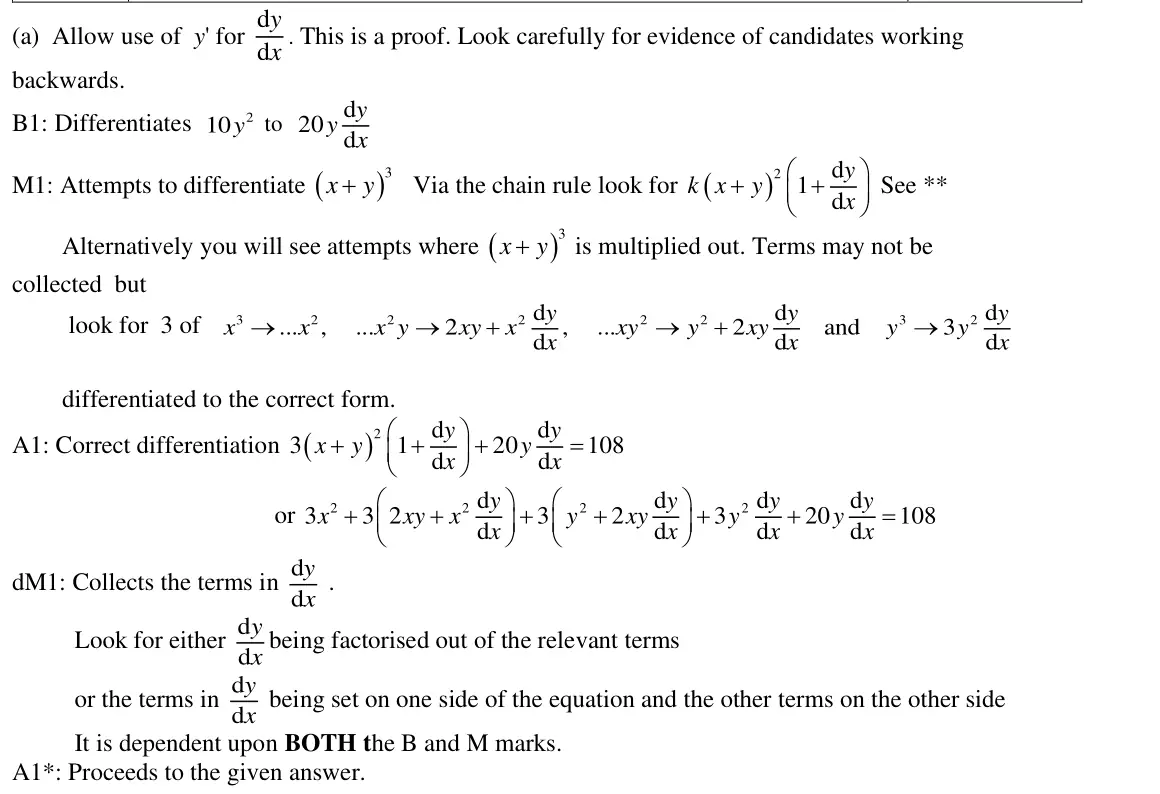 (a) Allow use of y' for dy/dx. This is a proof. Look carefully for evidence of candidates working
backwards.
B1: Differentiates 10y² to 20y dy/dx
M1: Attempts to differentiate (x+y)³ Via the chain rule look for k(x+y)²(1+dy/dx) See **
Alternatively you will see attempts where (x+y)³ is multiplied out. Terms may not be
collected but
look for 3 of x³→...x², ...x²y→2xy+x² dy/dx, ...xy²→y²+2xy dy/dx and y³→3y² dy/dx
differentiated to the correct form.
A1: Correct differentiation 3(x+y)²(1+dy/dx)+20y dy/dx=108
or 3x²+3(2xy+x² dy/dx)+3(y²+2xy dy/dx)+3y² dy/dx+20y dy/dx=108
dM1: Collects the terms in dy/dx .
Look for either dy/dx being factorised out of the relevant terms
or the terms in dy/dx being set on one side of the equation and the other terms on the other side
It is dependent upon BOTH the B and M marks.
A1*: Proceeds to the given answer.